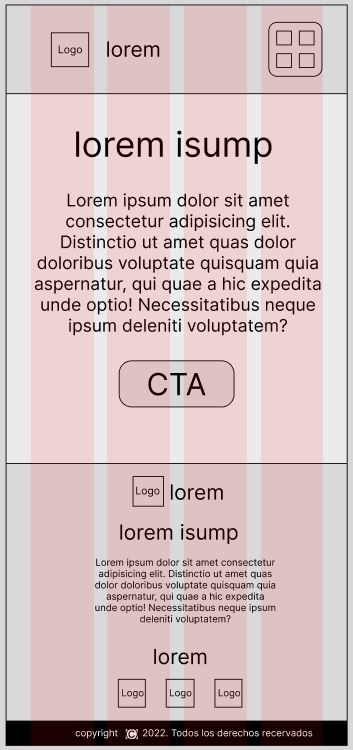 Logo lorem
lorem isump
Lorem ipsum dolor sit amet
consectetur adipisicing elit.
Distinctio ut amet quas dolor
doloribus voluptate quisquam quia
aspernatur, qui quae a hic expedita
unde optio! Necessitatibus neque
ipsum deleniti voluptatem?
CTA
Logo lorem
lorem isump
Lorem ipsum dolor sit amet consectetur
adipisicing elit. Distinctio ut amet quas
dolor doloribus voluptate quisquam quia
aspernatur, qui quae a hic expedita
unde optio! Necessitatibus neque ipsum
deleniti voluptatem?
lorem
Logo Logo Logo
copyright (C) 2022. Todos los derechos recervados